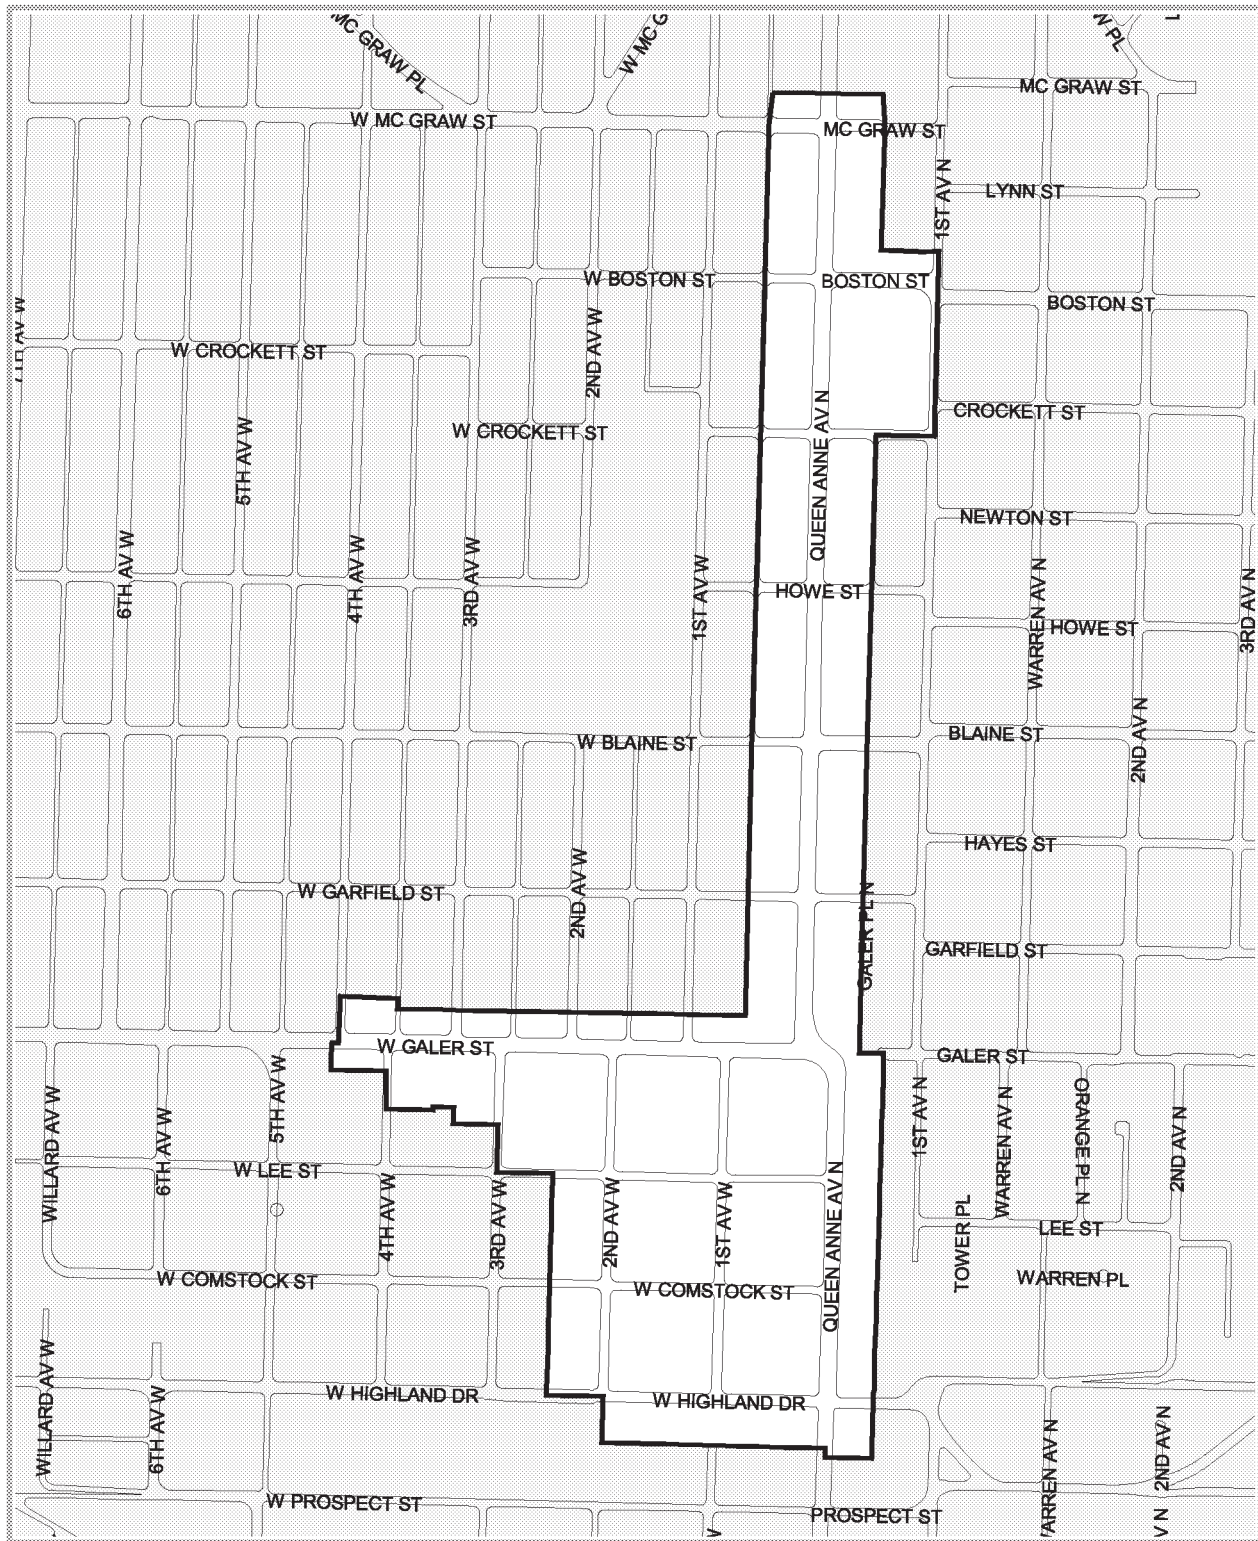 MC GRAW PL
W MC G
W PL
MC GRAW ST
W MC GRAW ST
MC GRAW ST
1ST AV N
LYNN ST
W BOSTON ST
BOSTON ST
BOSTON ST
7TH AV W
W CROCKETT ST
2ND AV W
QUEEN ANNE AV N
CROCKETT ST
5TH AV W
W CROCKETT ST
NEWTON ST
6TH AV W
4TH AV W
3RD AV W
1ST AV W
HOWE ST
WARREN AV N
HOWE ST
3RD AV N
W BLAINE ST
BLAINE ST
2ND AV N
HAYES ST
2ND AV W
W GARFIELD ST
GALER PL N
GARFIELD ST
W GALER ST
GALER ST
WILLARD AV W
6TH AV W
5TH AV W
1ST AV N
WARREN AV N
ORANGE PL N
2ND AV N
W LEE ST
4TH AV W
3RD AV W
2ND AV W
1ST AV W
QUEEN ANNE AV N
TOWER PL
LEE ST
W COMSTOCK ST
W COMSTOCK ST
WARREN PL
WILLARD AV W
6TH AV W
W HIGHLAND DR
W HIGHLAND DR
ARREN AV N
2ND AV N
W PROSPECT ST
PROSPECT ST
W
V N